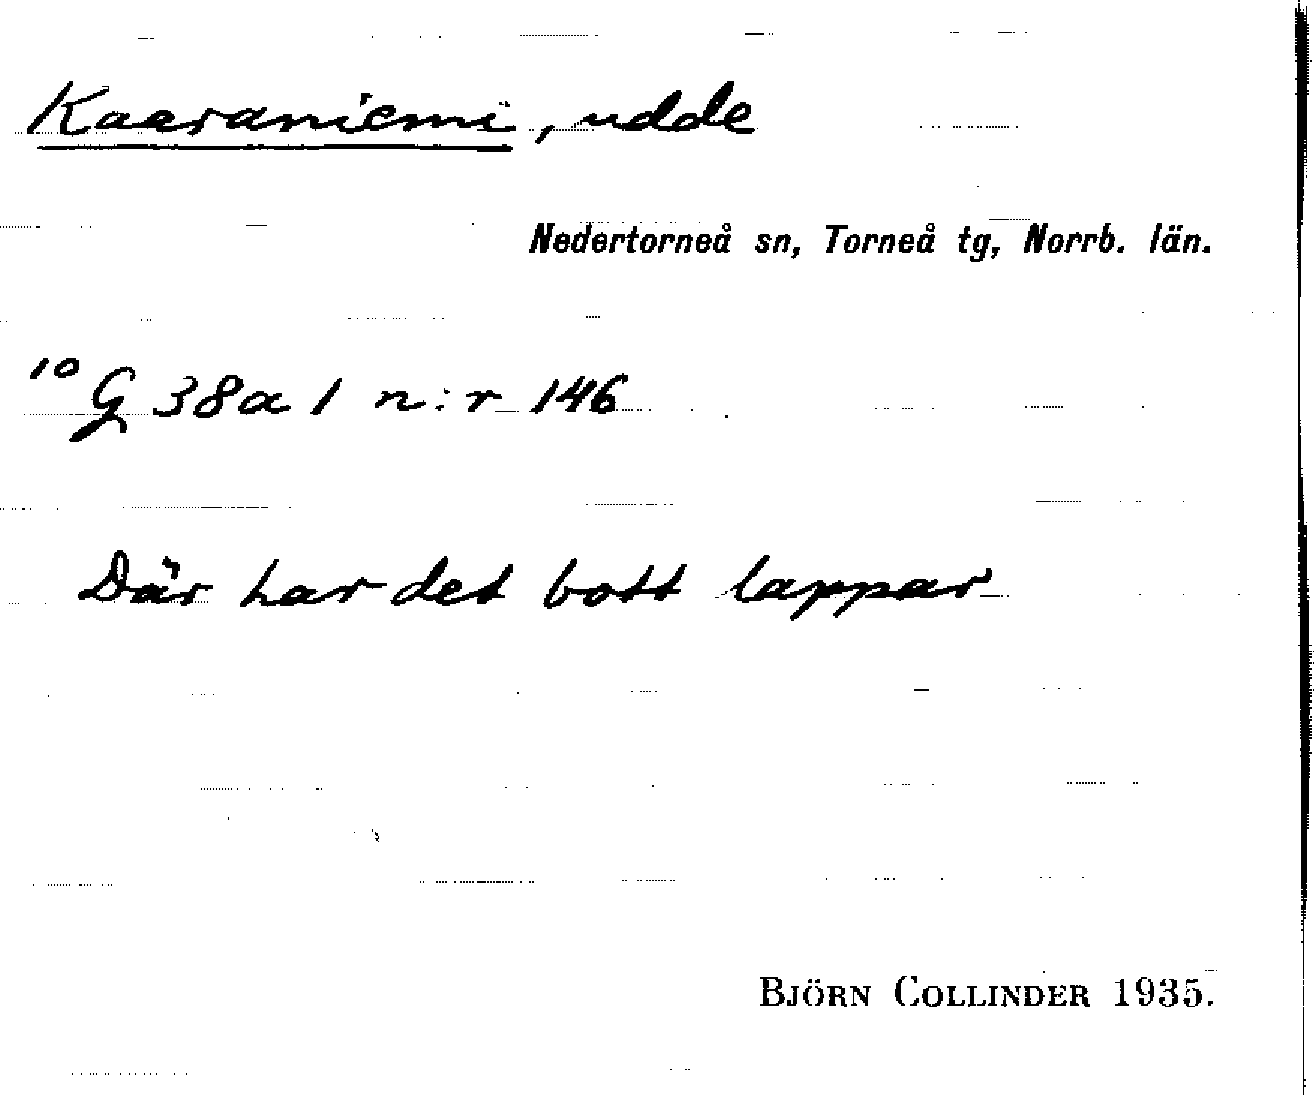 Kaaraniemi, udde
Nedertorneå sn, Torneå tg, Norrb. län.
10 G 38a 1 n:r 146
Där har det bott lappar
BJÖRN COLLINDER 1935.